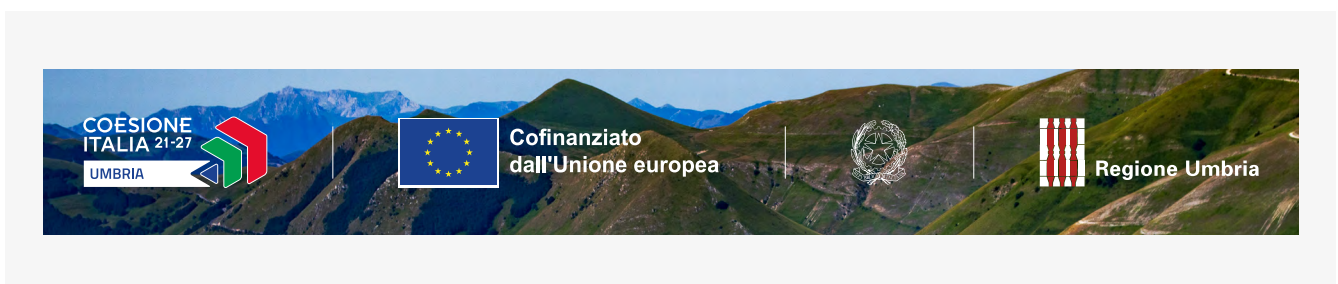 COESIONE
ITALIA 21-27
UMBRIA
Cofinanziato
dall'Unione europea
Regione Umbria